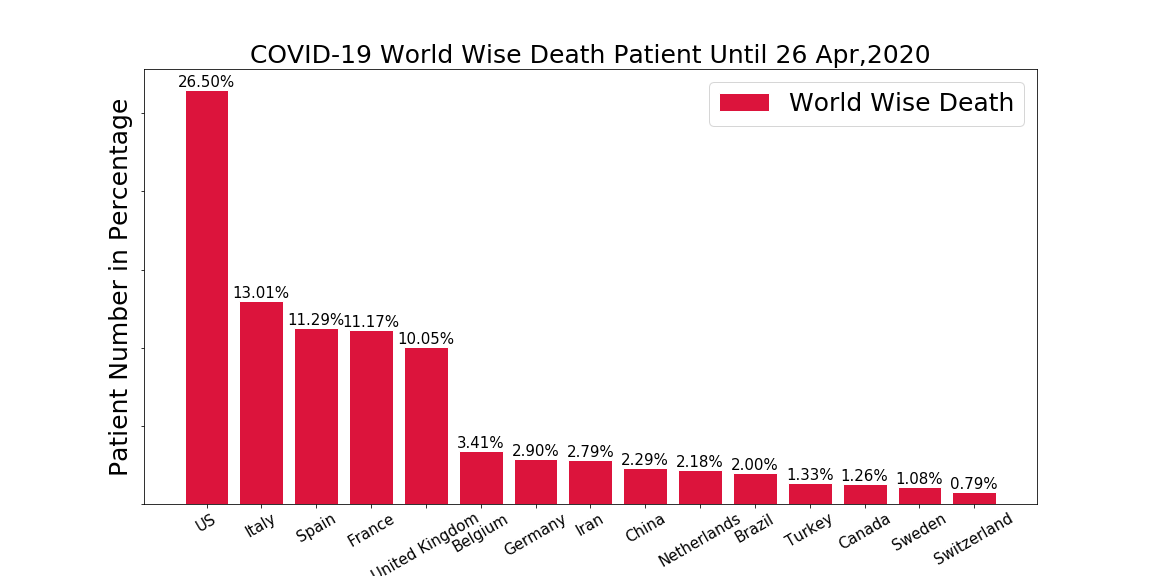 COVID-19 World Wise Death Patient Until 26 Apr,2020
World Wise Death
Patient Number in Percentage
26.50%
13.01%
11.29%
11.17%
10.05%
3.41%
2.90%
2.79%
2.29%
2.18%
2.00%
1.33%
1.26%
1.08%
0.79%
US
Italy
Spain
France
United Kingdom
Belgium
Germany
Iran
China
Netherlands
Brazil
Turkey
Canada
Sweden
Switzerland